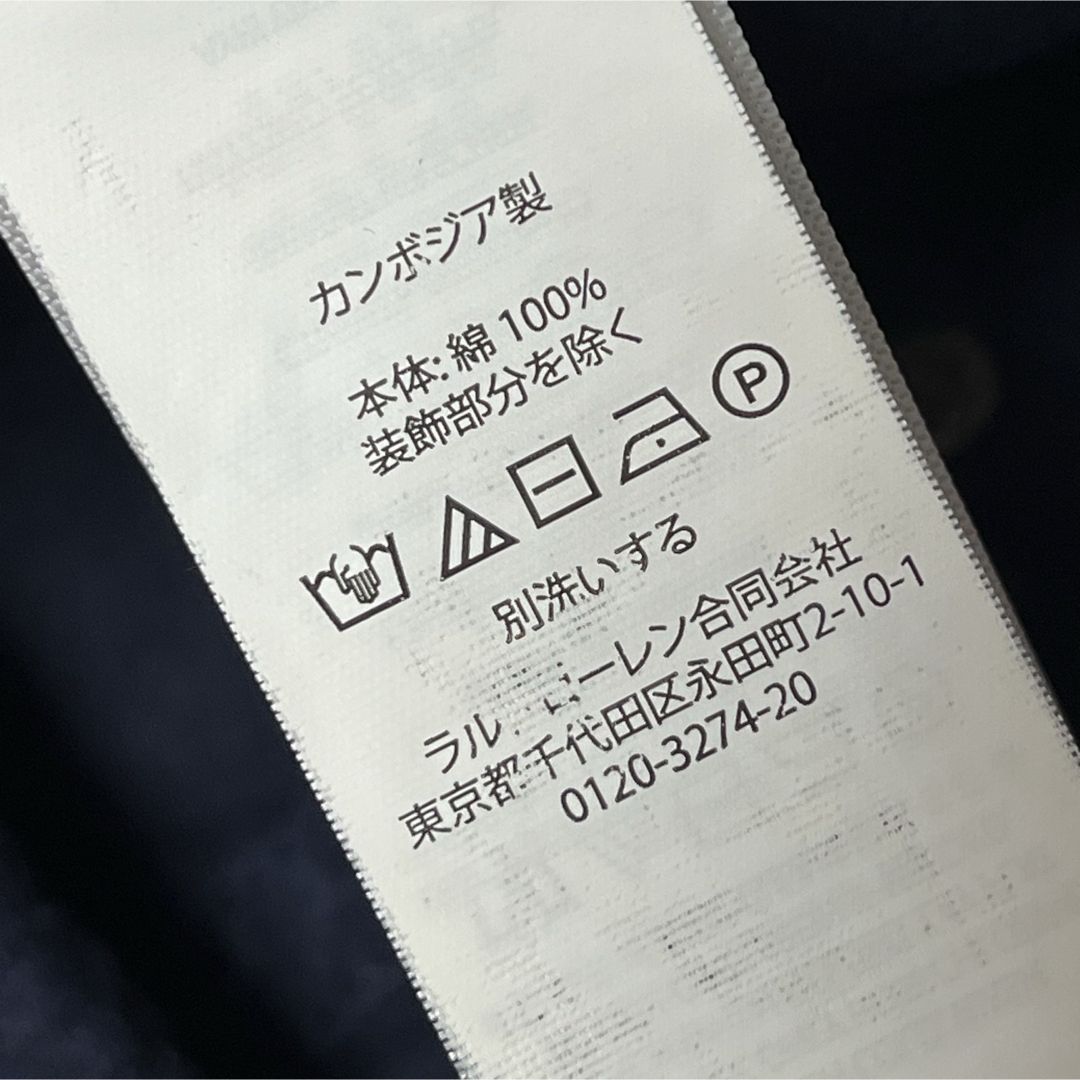 カンボジア製
本体: 綿 100%
装飾部分を除く
P
別洗いする
ラル ローレン合同会社
東京都千代田区永田町2-10-1
0120-3274-20